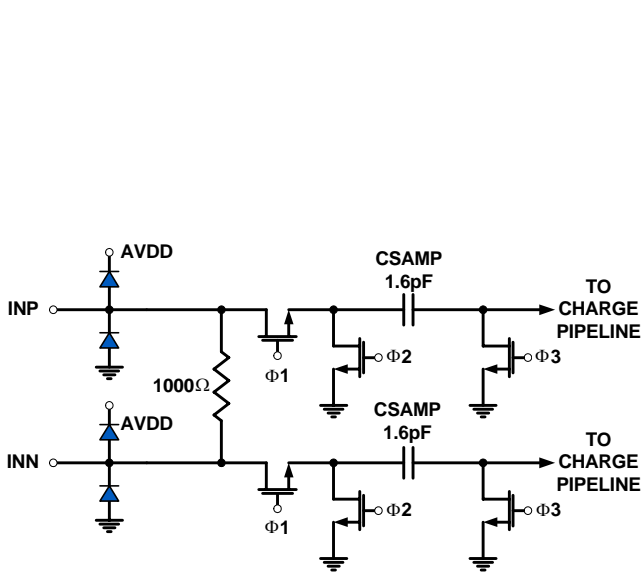 AVDD
CSAMP
1.6pF
INP
TO
CHARGE
PIPELINE
Φ1
Φ2
Φ3
1000Ω
AVDD
CSAMP
1.6pF
INN
TO
CHARGE
PIPELINE
Φ1
Φ2
Φ3